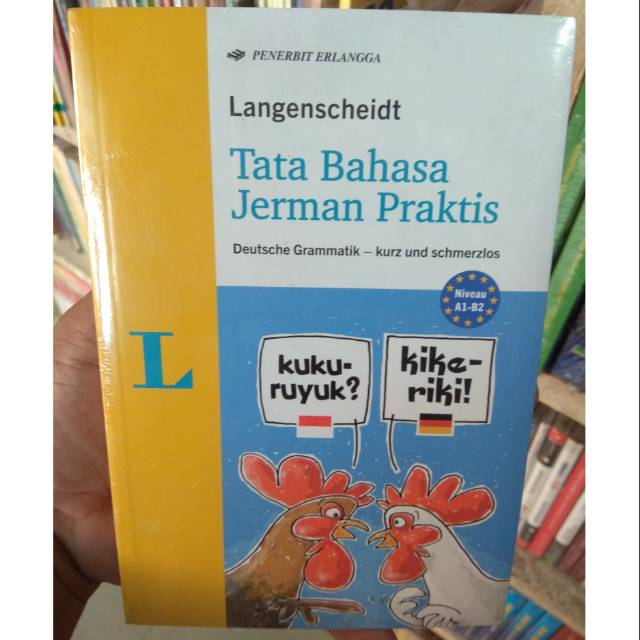 PENERBIT ERLANGGA
Langenscheidt
Tata Bahasa
Jerman Praktis
Deutsche Grammatik – kurz und schmerzlos
Niveau
A1-B2
L
kuku-
ruyuk?
kike-
riki!